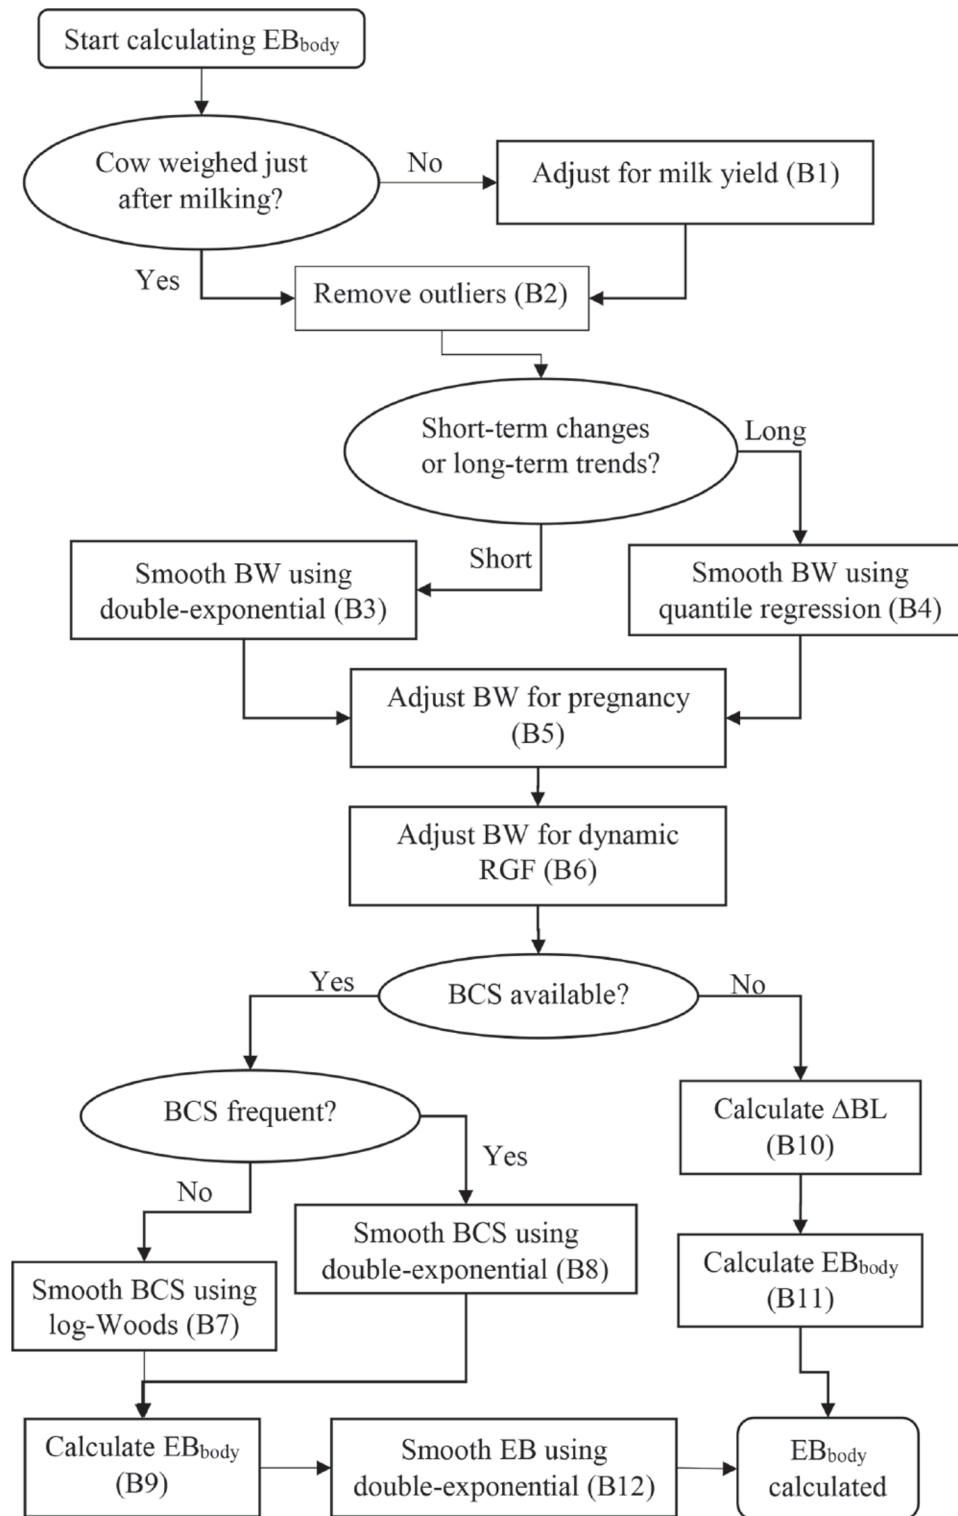 Start calculating EBbody
Cow weighed just
after milking?
No
Adjust for milk yield (B1)
Yes
Remove outliers (B2)
Short-term changes
or long-term trends?
Long
Short
Smooth BW using
double-exponential (B3)
Smooth BW using
quantile regression (B4)
Adjust BW for pregnancy
(B5)
Adjust BW for dynamic
RGF (B6)
Yes
BCS available?
No
BCS frequent?
Calculate ΔBL
(B10)
Yes
No
Smooth BCS using
double-exponential (B8)
Calculate EBbody
(B11)
Smooth BCS using
log-Woods (B7)
Calculate EBbody
(B9)
Smooth EB using
double-exponential (B12)
EBbody
calculated